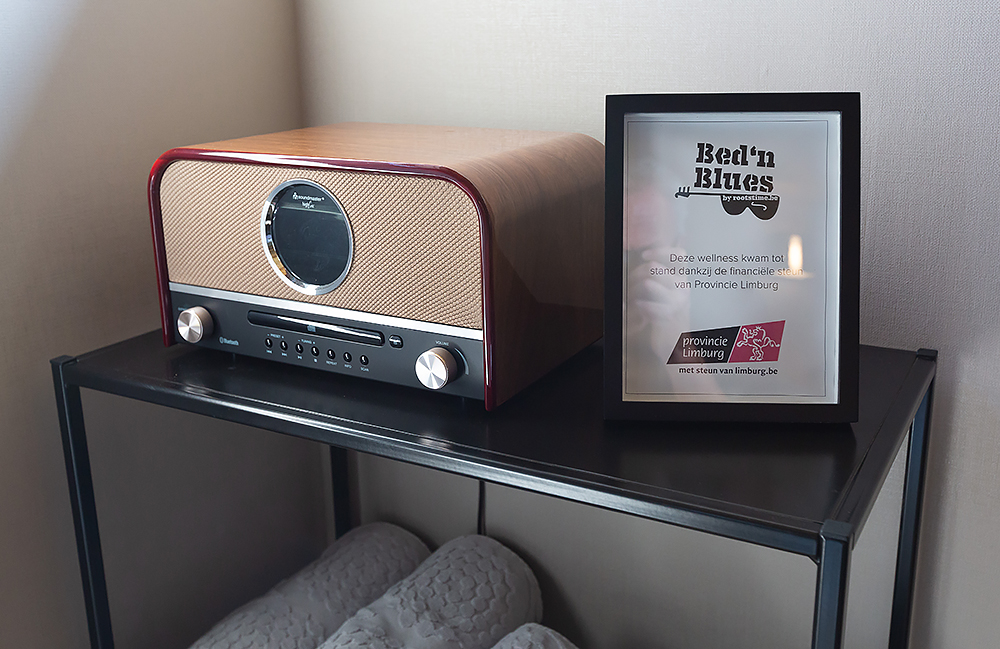 soundmaster
Bluetooth
VOLUME
Bed'n
Blues
by rootstime.be
Deze wellness kwam tot
stand dankzij de financiële steun
van Provincie Limburg
provincie
Limburg
met steun van limburg.be